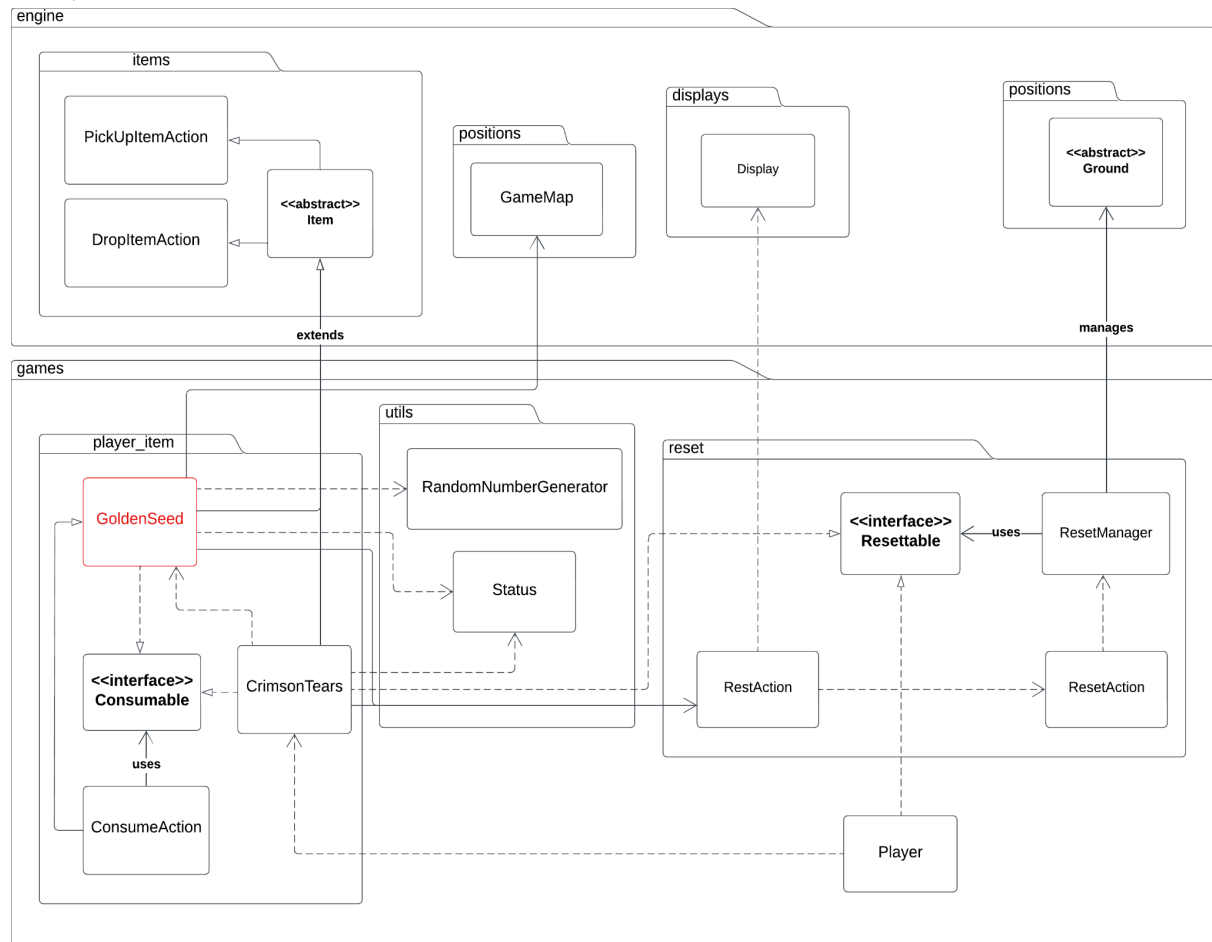 engine
items
PickUpItemAction
DropItemAction
<<abstract>>
Item
positions
GameMap
displays
Display
positions
<<abstract>>
Ground
extends
manages
games
player_item
GoldenSeed
<<interface>>
Consumable
CrimsonTears
uses
ConsumeAction
utils
RandomNumberGenerator
Status
reset
<<interface>>
Resettable
uses
ResetManager
RestAction
ResetAction
Player